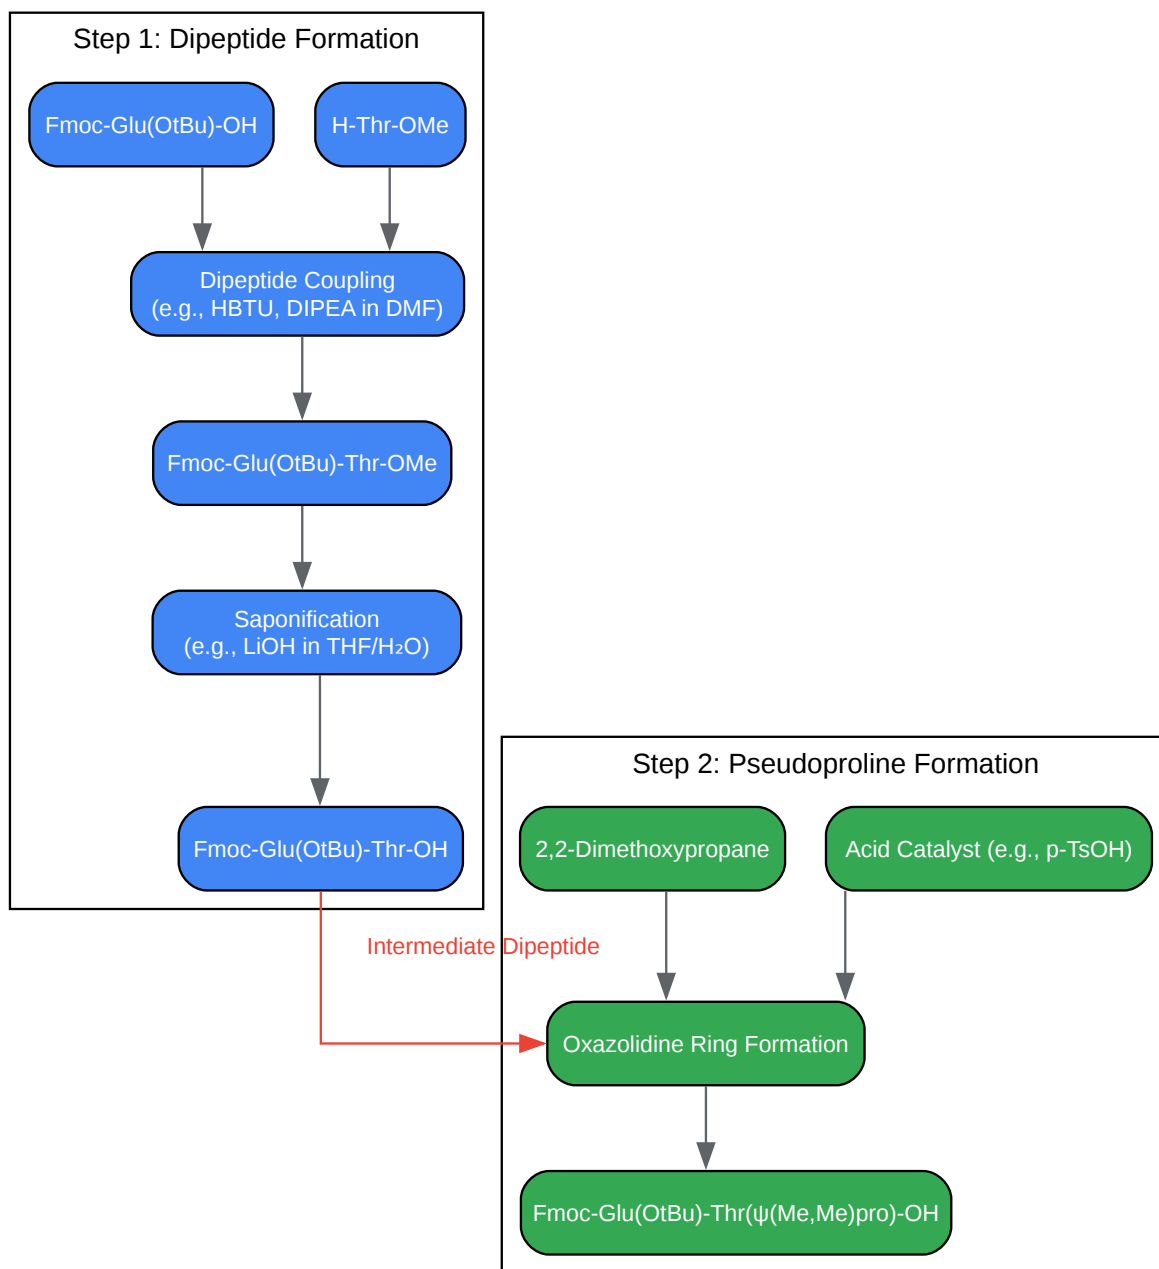 Step 1: Dipeptide Formation
Fmoc-Glu(OtBu)-OH
H-Thr-OMe
Dipeptide Coupling
(e.g., HBTU, DIPEA in DMF)
Fmoc-Glu(OtBu)-Thr-OMe
Saponification
(e.g., LiOH in THF/H₂O)
Fmoc-Glu(OtBu)-Thr-OH
Intermediate Dipeptide
Step 2: Pseudoproline Formation
2,2-Dimethoxypropane
Acid Catalyst (e.g., p-TsOH)
Oxazolidine Ring Formation
Fmoc-Glu(OtBu)-Thr(ψ(Me,Me)pro)-OH